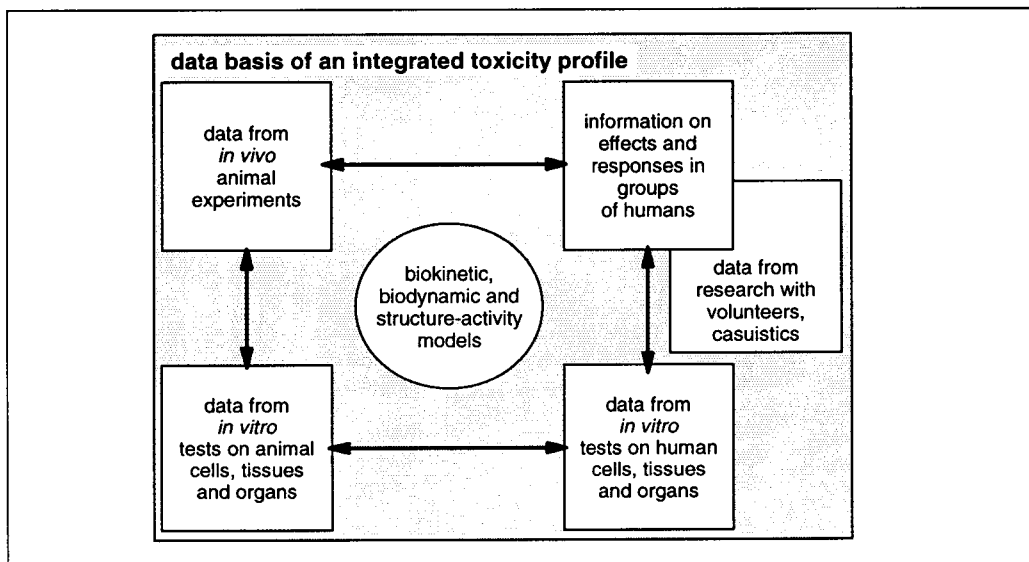 data basis of an integrated toxicity profile
data from
in vivo
animal
experiments
information on
effects and
responses in
groups
of humans
data from
research with
volunteers,
casuistics
biokinetic,
biodynamic and
structure-activity
models
data from
in vitro
tests on animal
cells, tissues
and organs
data from
in vitro
tests on human
cells, tissues
and organs